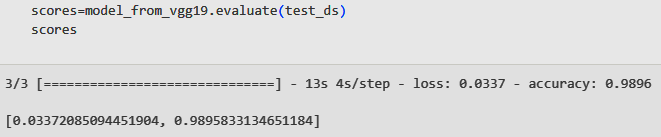 scores=model_from_vgg19.evaluate(test_ds)
scores
3/3 [==============================] - 13s 4s/step - loss: 0.0337 - accuracy: 0.9896
[0.03372085094451904, 0.9895833134651184]